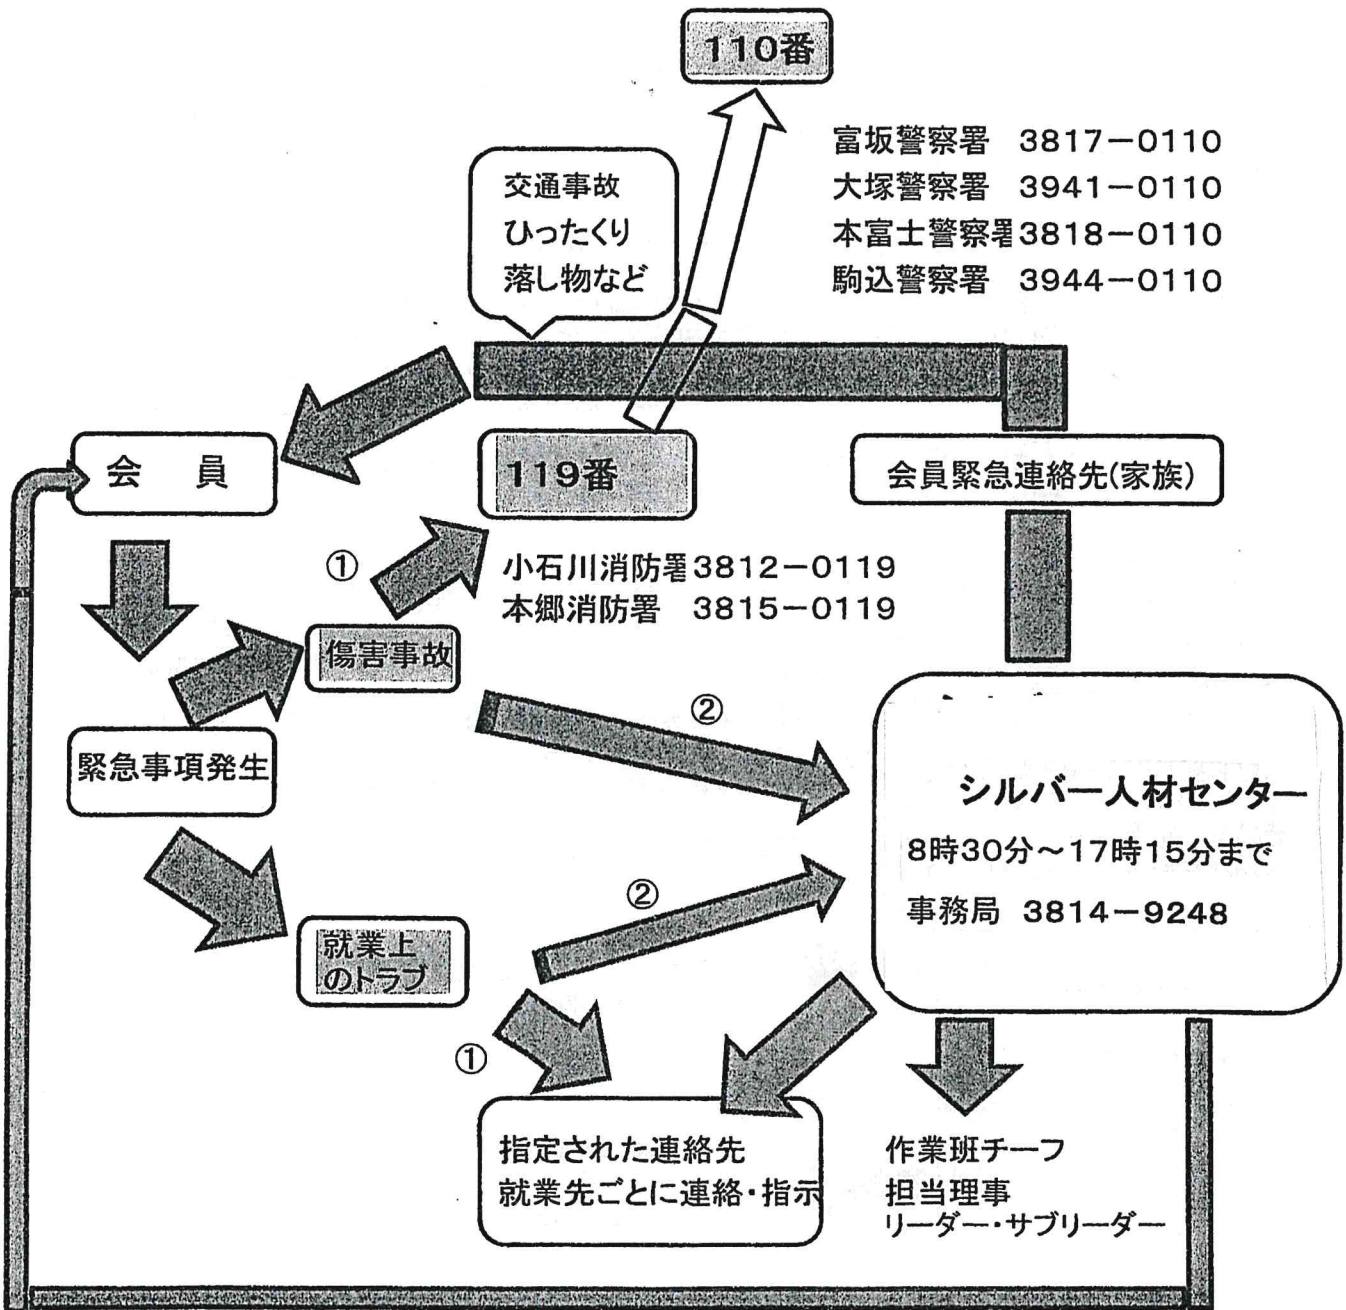 110番
富坂警察署 3817-0110
大塚警察署 3941-0110
本富士警察署3818-0110
駒込警察署 3944-0110
交通事故
ひったくり
落し物など
会 員
119番
会員緊急連絡先(家族)
①
小石川消防署3812-0119
本郷消防署 3815-0119
傷害事故
②
緊急事項発生
シルバー人材センター
8時30分～17時15分まで
事務局 3814-9248
②
就業上
のトラブ
①
指定された連絡先
就業先ごとに連絡・指示
作業班チーフ
担当理事
リーダー・サブリーダー